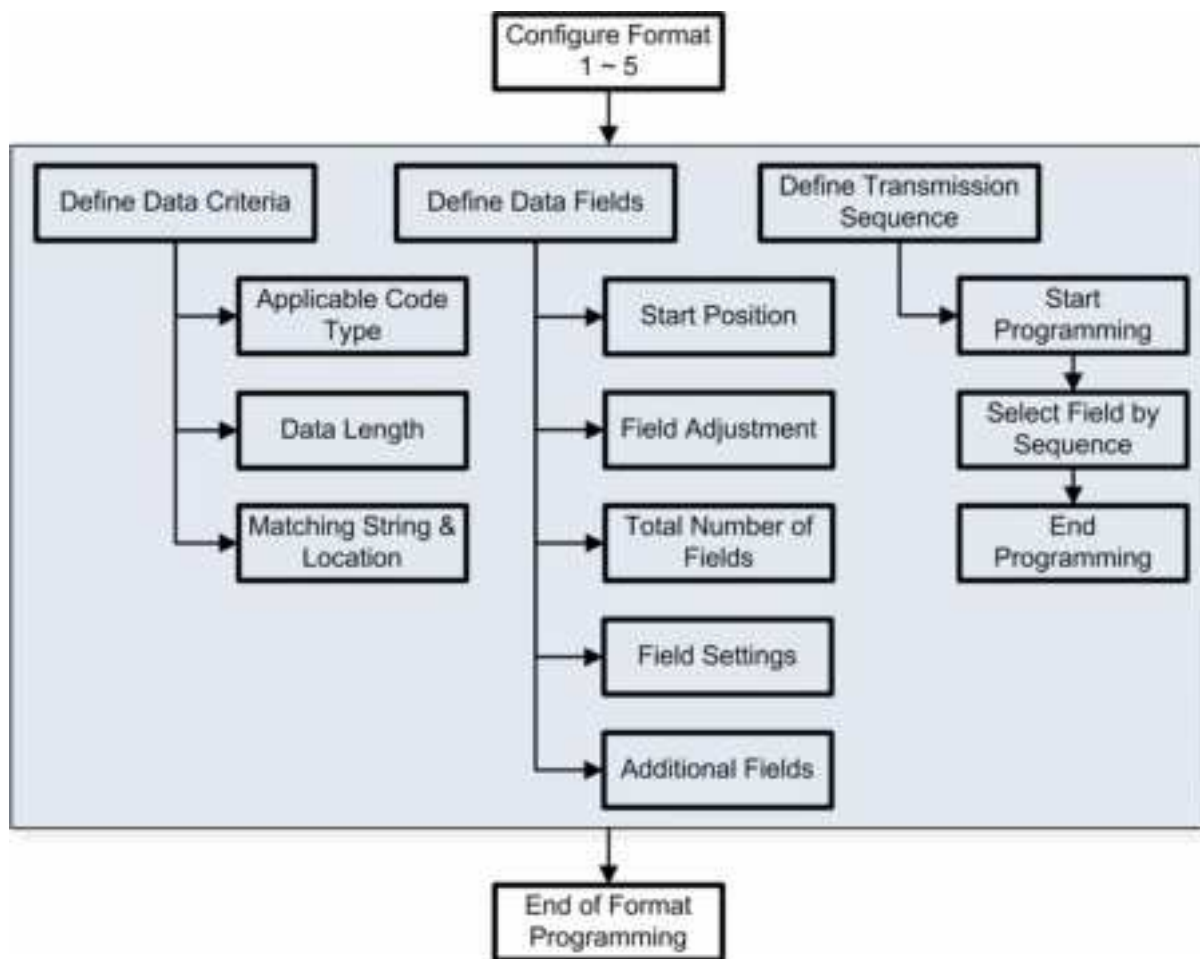 Configure Format
1 ~ 5
Define Data Criteria
Applicable Code
Type
Data Length
Matching String &
Location
Define Data Fields
Start Position
Field Adjustment
Total Number of
Fields
Field Settings
Additional Fields
Define Transmission
Sequence
Start
Programming
Select Field by
Sequence
End
Programming
End of Format
Programming